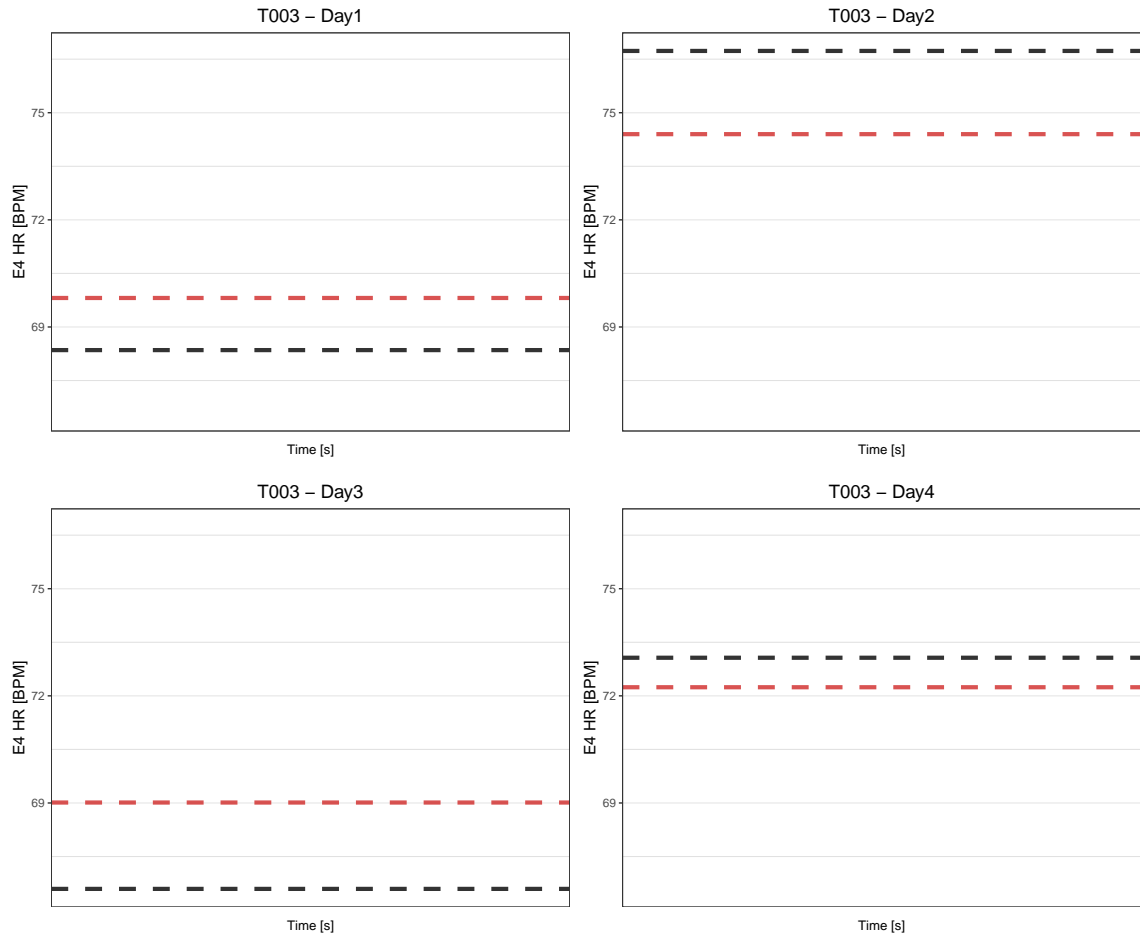 T003 – Day1
E4 HR [BPM]
75
72
69
Time [s]
T003 – Day2
E4 HR [BPM]
75
72
69
Time [s]
T003 – Day3
E4 HR [BPM]
75
72
69
Time [s]
T003 – Day4
E4 HR [BPM]
75
72
69
Time [s]